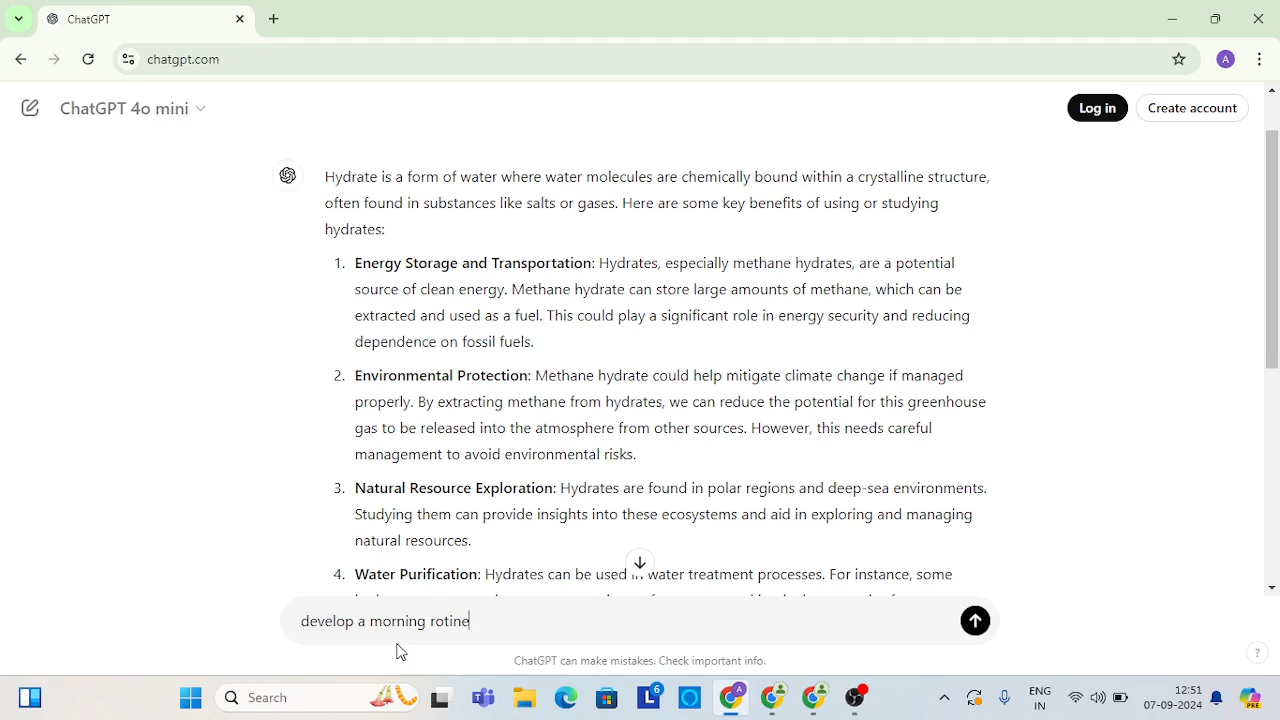 ChatGPT
chatgpt.com
A
ChatGPT 4o mini
Log in
Create account
Hydrate is a form of water where water molecules are chemically bound within a crystalline structure,
often found in substances like salts or gases. Here are some key benefits of using or studying
hydrates:
1. Energy Storage and Transportation: Hydrates, especially methane hydrates, are a potential
source of clean energy. Methane hydrate can store large amounts of methane, which can be
extracted and used as a fuel. This could play a significant role in energy security and reducing
dependence on fossil fuels.
2. Environmental Protection: Methane hydrate could help mitigate climate change if managed
properly. By extracting methane from hydrates, we can reduce the potential for this greenhouse
gas to be released into the atmosphere from other sources. However, this needs careful
management to avoid environmental risks.
3. Natural Resource Exploration: Hydrates are found in polar regions and deep-sea environments.
Studying them can provide insights into these ecosystems and aid in exploring and managing
natural resources.
4. Water Purification: Hydrates can be used in water treatment processes. For instance, some
develop a morning rotine
ChatGPT can make mistakes. Check important info.
?
Search
L
6
A
PRE
ENG
IN
12:51
07-09-2024